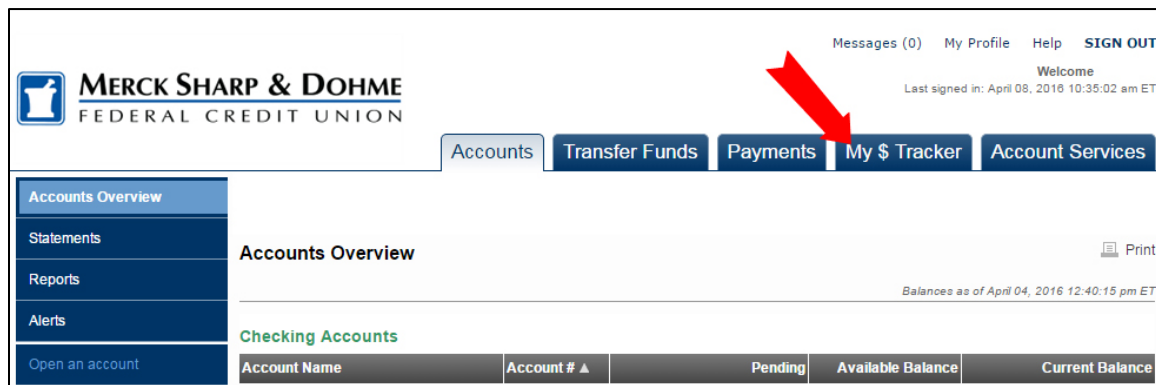 Messages (0) My Profile Help SIGN OUT
Welcome
Last signed in: April 08, 2016 10:35:02 am ET
MERCK SHARP & DOHME
FEDERAL CREDIT UNION
Accounts Transfer Funds Payments My $ Tracker Account Services
Accounts Overview
Statements
Reports
Alerts
Open an account
Accounts Overview
Print
Balances as of April 04, 2016 12:40:15 pm ET
Checking Accounts
Account Name Account # ▲ Pending Available Balance Current Balance